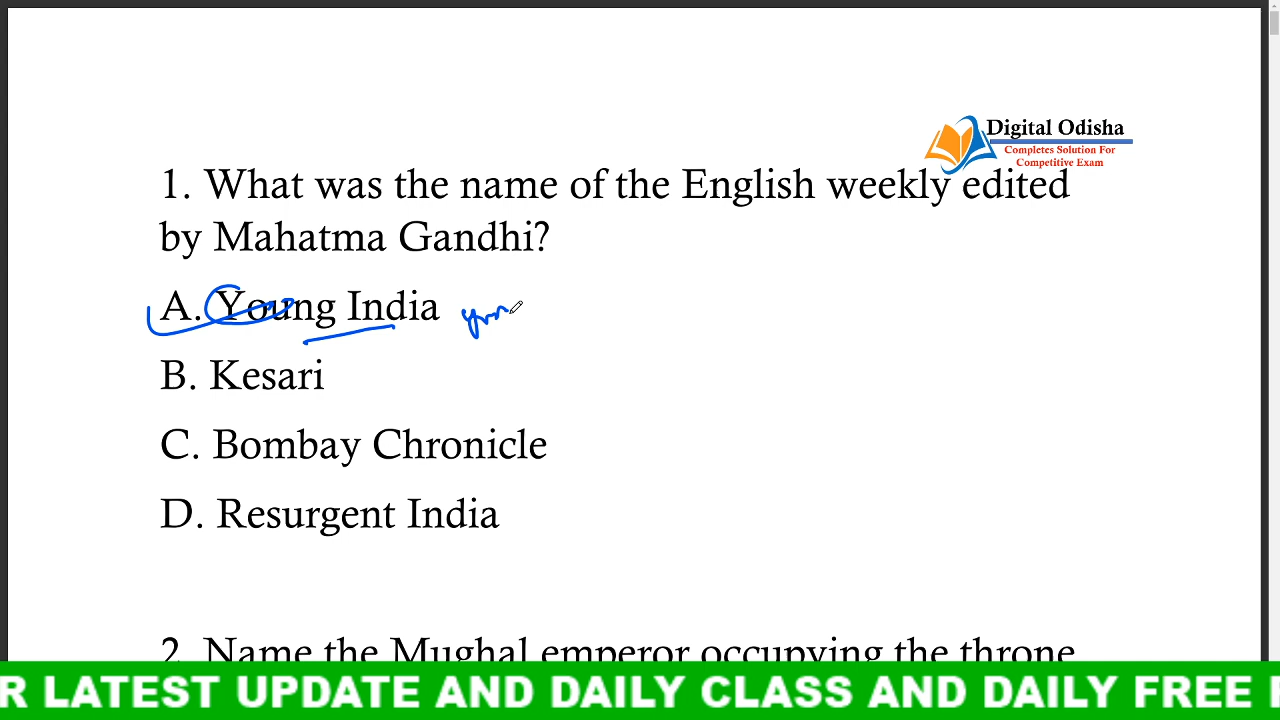 Digital Odisha
Completes Solution For
Competitive Exam
1. What was the name of the English weekly edited
by Mahatma Gandhi?
A. Young India
B. Kesari
C. Bombay Chronicle
D. Resurgent India
2. Name the Mughal emperor occupying the throne
R LATEST UPDATE AND DAILY CLASS AND DAILY FREE